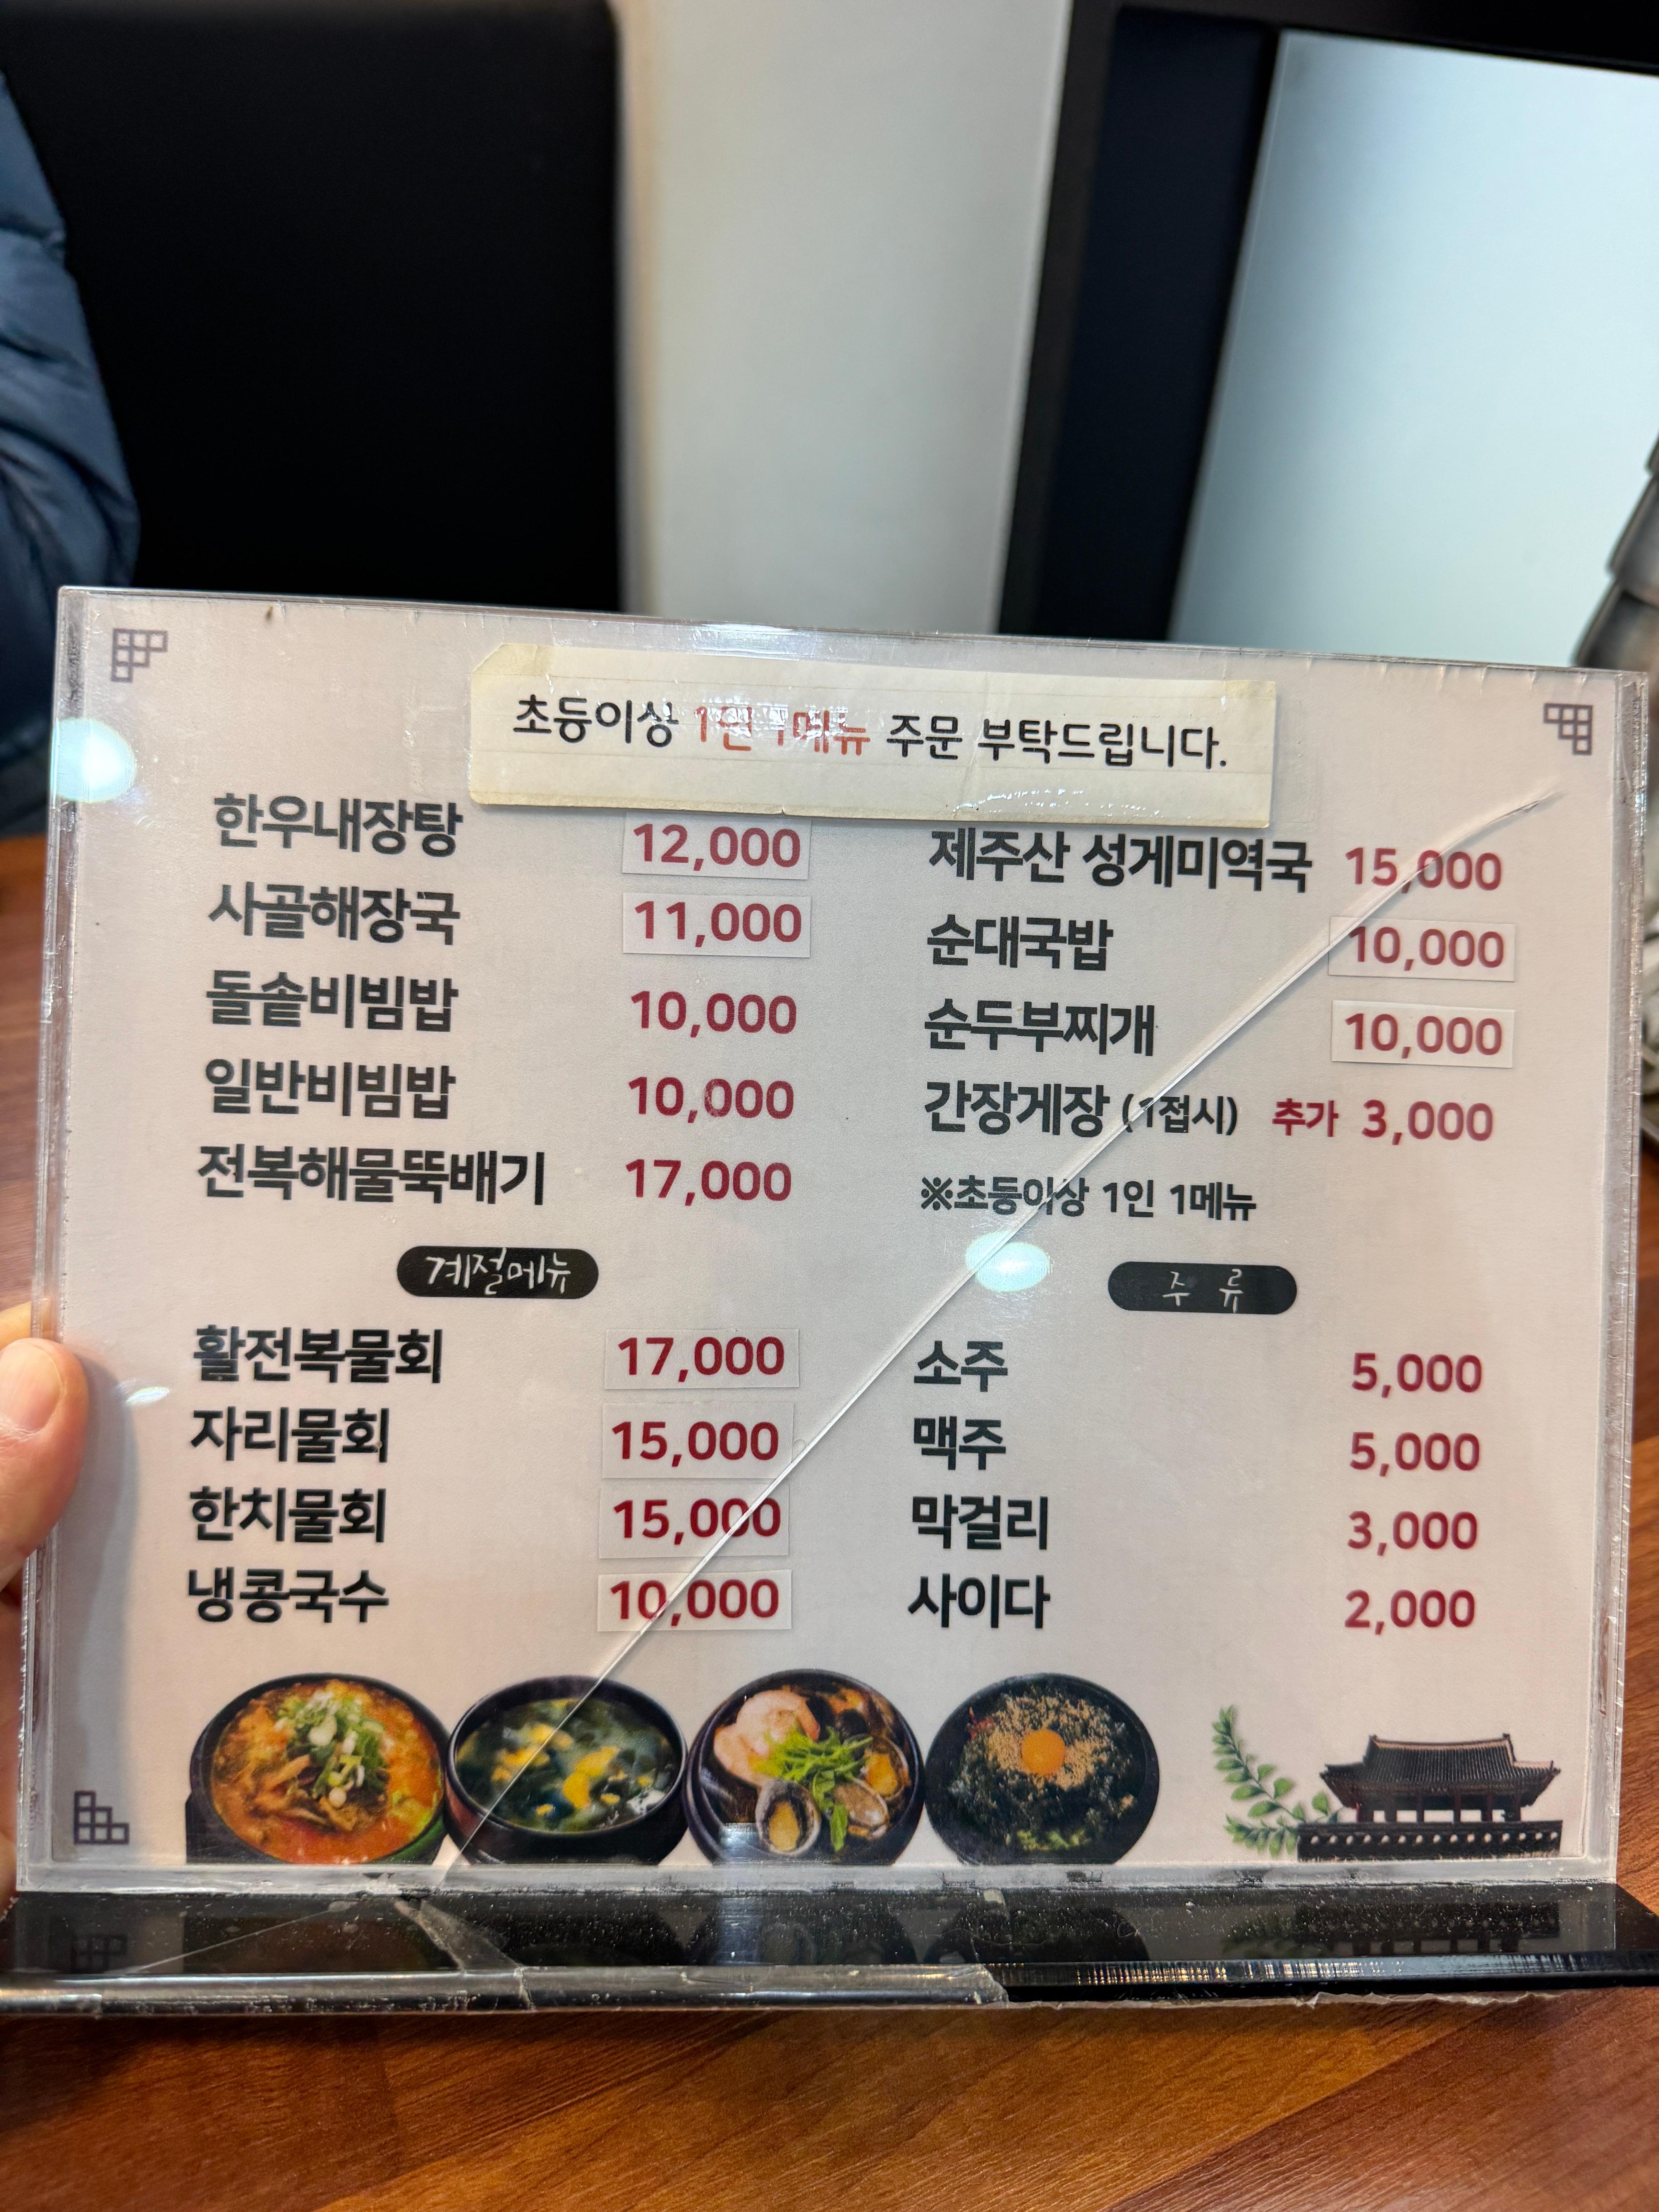 초등이상 1인 1메뉴 주문 부탁드립니다.
한우내장탕 12,000
사골해장국 11,000
돌솥비빔밥 10,000
일반비빔밥 10,000
전복해물뚝배기 17,000
제주산 성게미역국 15,000
순대국밥 10,000
순두부찌개 10,000
간장게장 (1접시) 추가 3,000
※초등이상 1인 1메뉴
계절메뉴
활전복물회 17,000
자리물회 15,000
한치물회 15,000
냉콩국수 10,000
주 류
소주 5,000
맥주 5,000
막걸리 3,000
사이다 2,000